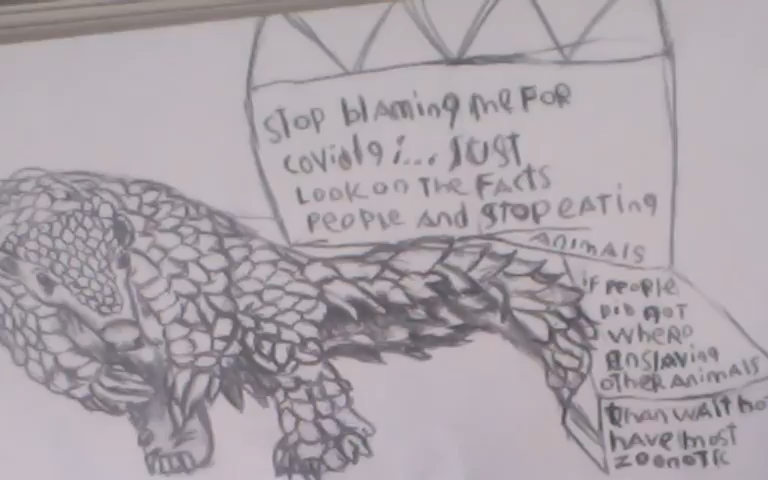 STOP blAming me FOR
covid19 i... JUST
LOOK on THe FACTS
PeoPle AnD STOP eATing
AnimAlS
iF PEOPlE
DiD noT
WHERe
EnSlAving
OTHER AnimAlS
THAn WAIT
HAVE mOST
ZOOnOTIC